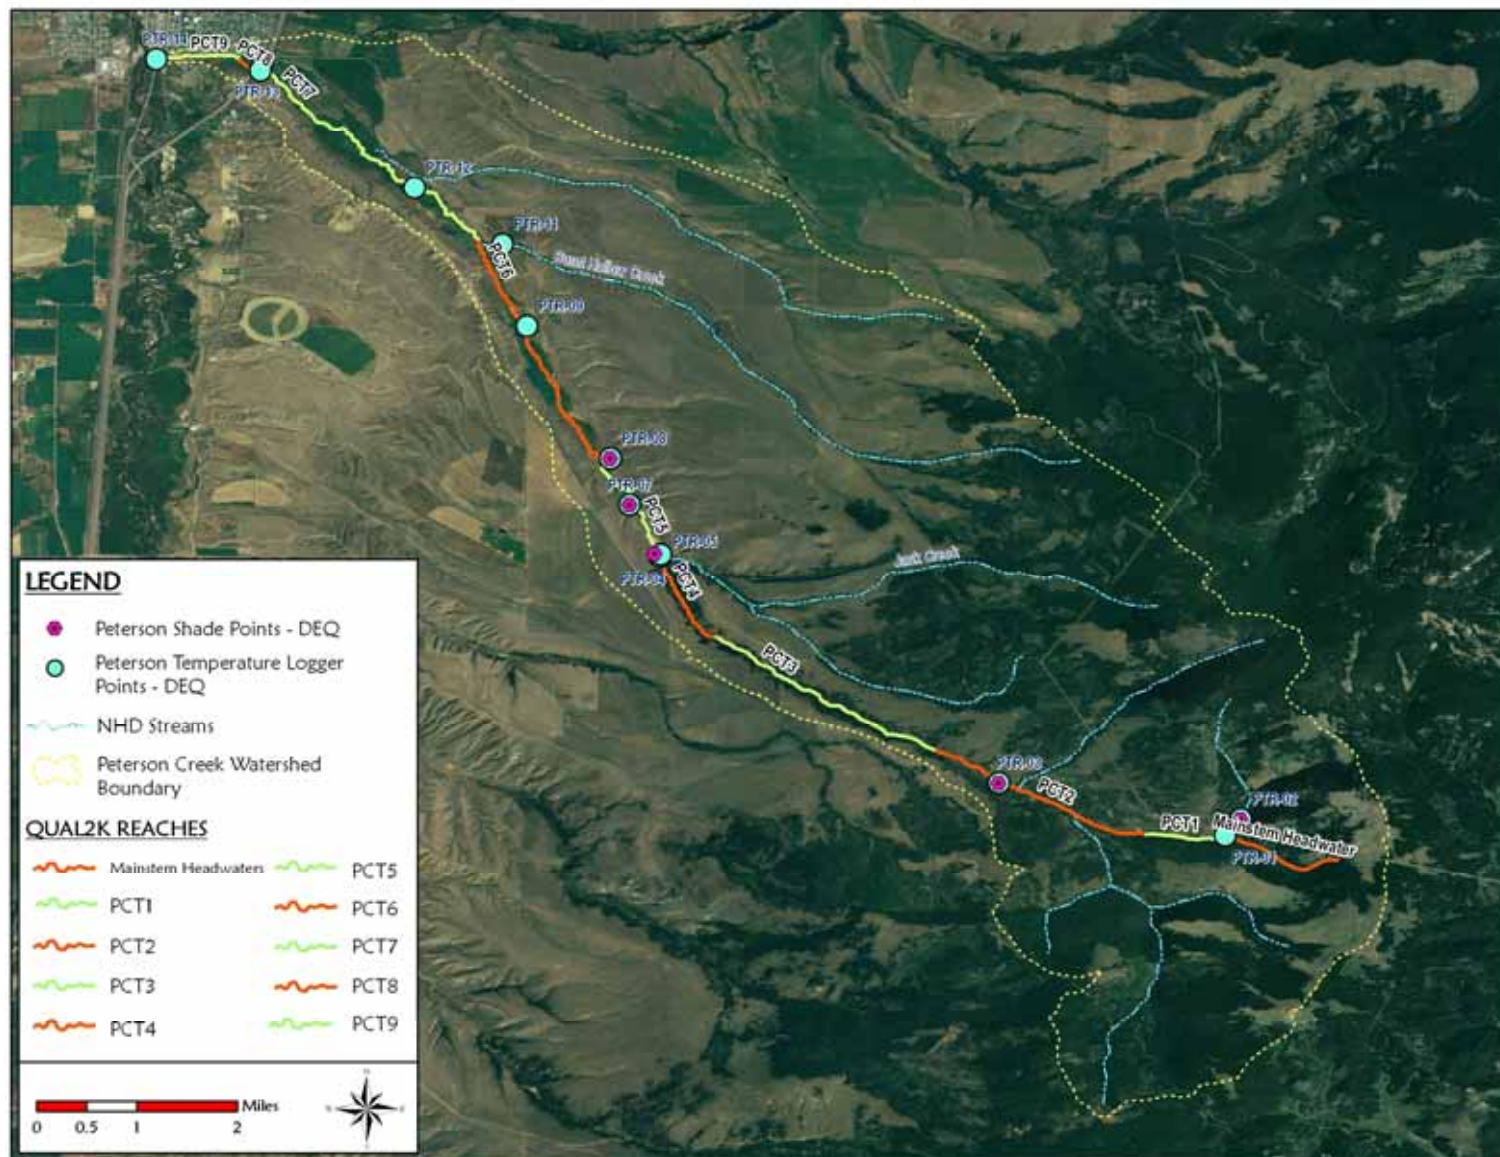 PTR-14
PCT9
PCT8
PCT7
PTR-13
PTR-12
PTR-11
PCT6
Creek
PTR-09
PTR-08
PTR-07
PCT5
PTR-05
PTR-04
PCT4
Jack Creek
PCT3
PTR-03
PCT2
PCT1
PTR-02
Mainstem Headwater
PTR-01
LEGEND
Peterson Shade Points - DEQ
Peterson Temperature Logger
Points - DEQ
NHD Streams
Peterson Creek Watershed
Boundary
QUAL2K REACHES
Mainstem Headwaters
PCT5
PCT1
PCT6
PCT2
PCT7
PCT3
PCT8
PCT4
PCT9
Miles
0 0.5 1 2